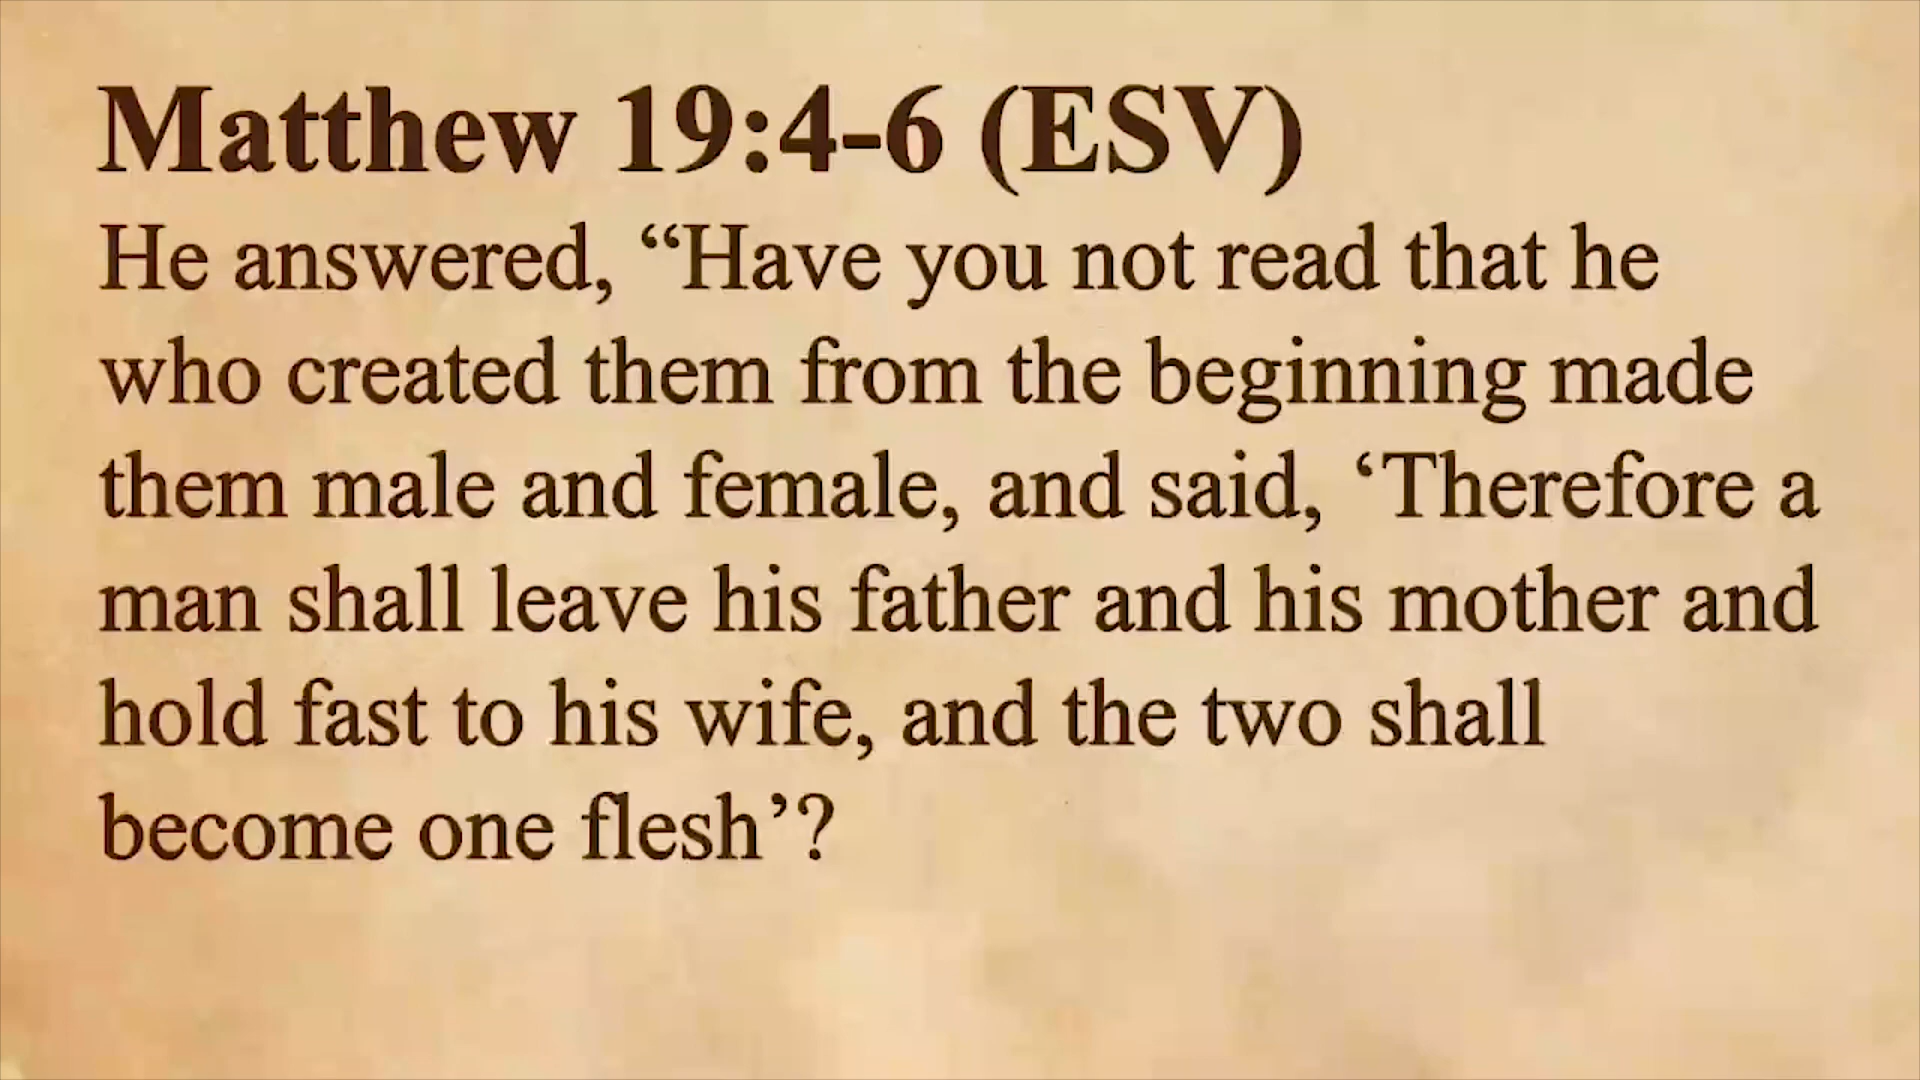 Matthew 19:4-6 (ESV)
He answered, “Have you not read that he
who created them from the beginning made
them male and female, and said, ‘Therefore a
man shall leave his father and his mother and
hold fast to his wife, and the two shall
become one flesh’?